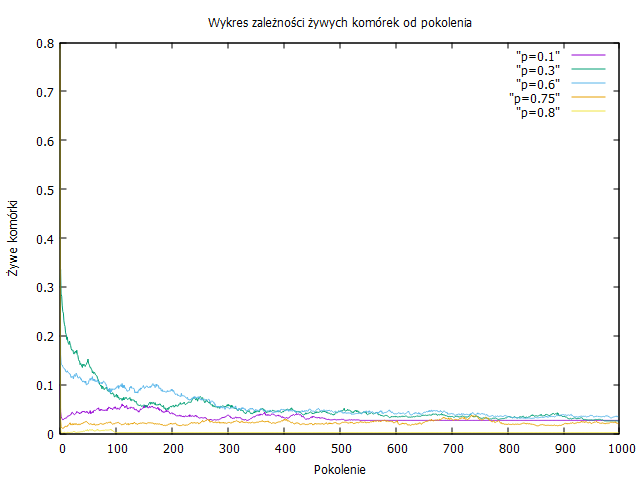 Wykres zależności żywych komórek od pokolenia
0.8
0.7
0.6
0.5
0.4
0.3
0.2
0.1
0
0 100 200 300 400 500 600 700 800 900 1000
Żywe komórki
Pokolenie
"p=0.1"
"p=0.3"
"p=0.6"
"p=0.75"
"p=0.8"